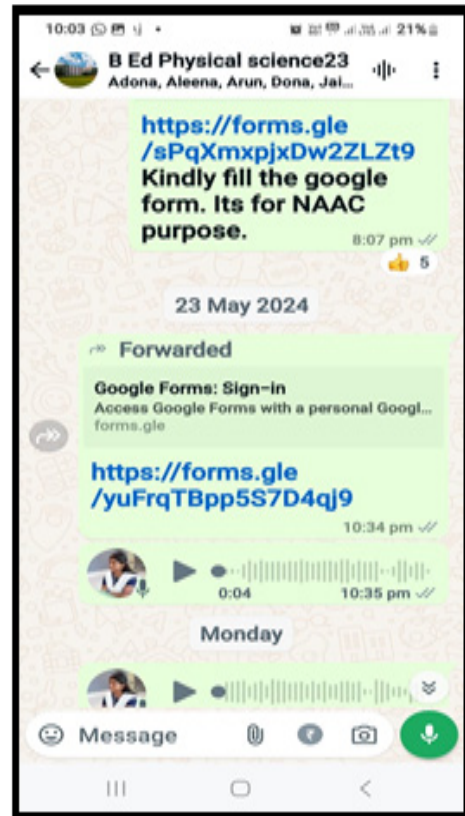 10:03
21%
B Ed Physical science23
Adona, Aleena, Arun, Dona, Jai...
https://forms.gle
/sPqXmxpjxDw2ZLZt9
Kindly fill the google
form. Its for NAAC
purpose.
8:07 pm
5
23 May 2024
Forwarded
Google Forms: Sign-in
Access Google Forms with a personal Googl...
forms.gle
https://forms.gle
/yuFrqTBpp5S7D4qj9
10:34 pm
0:04 10:35 pm
Monday
Message